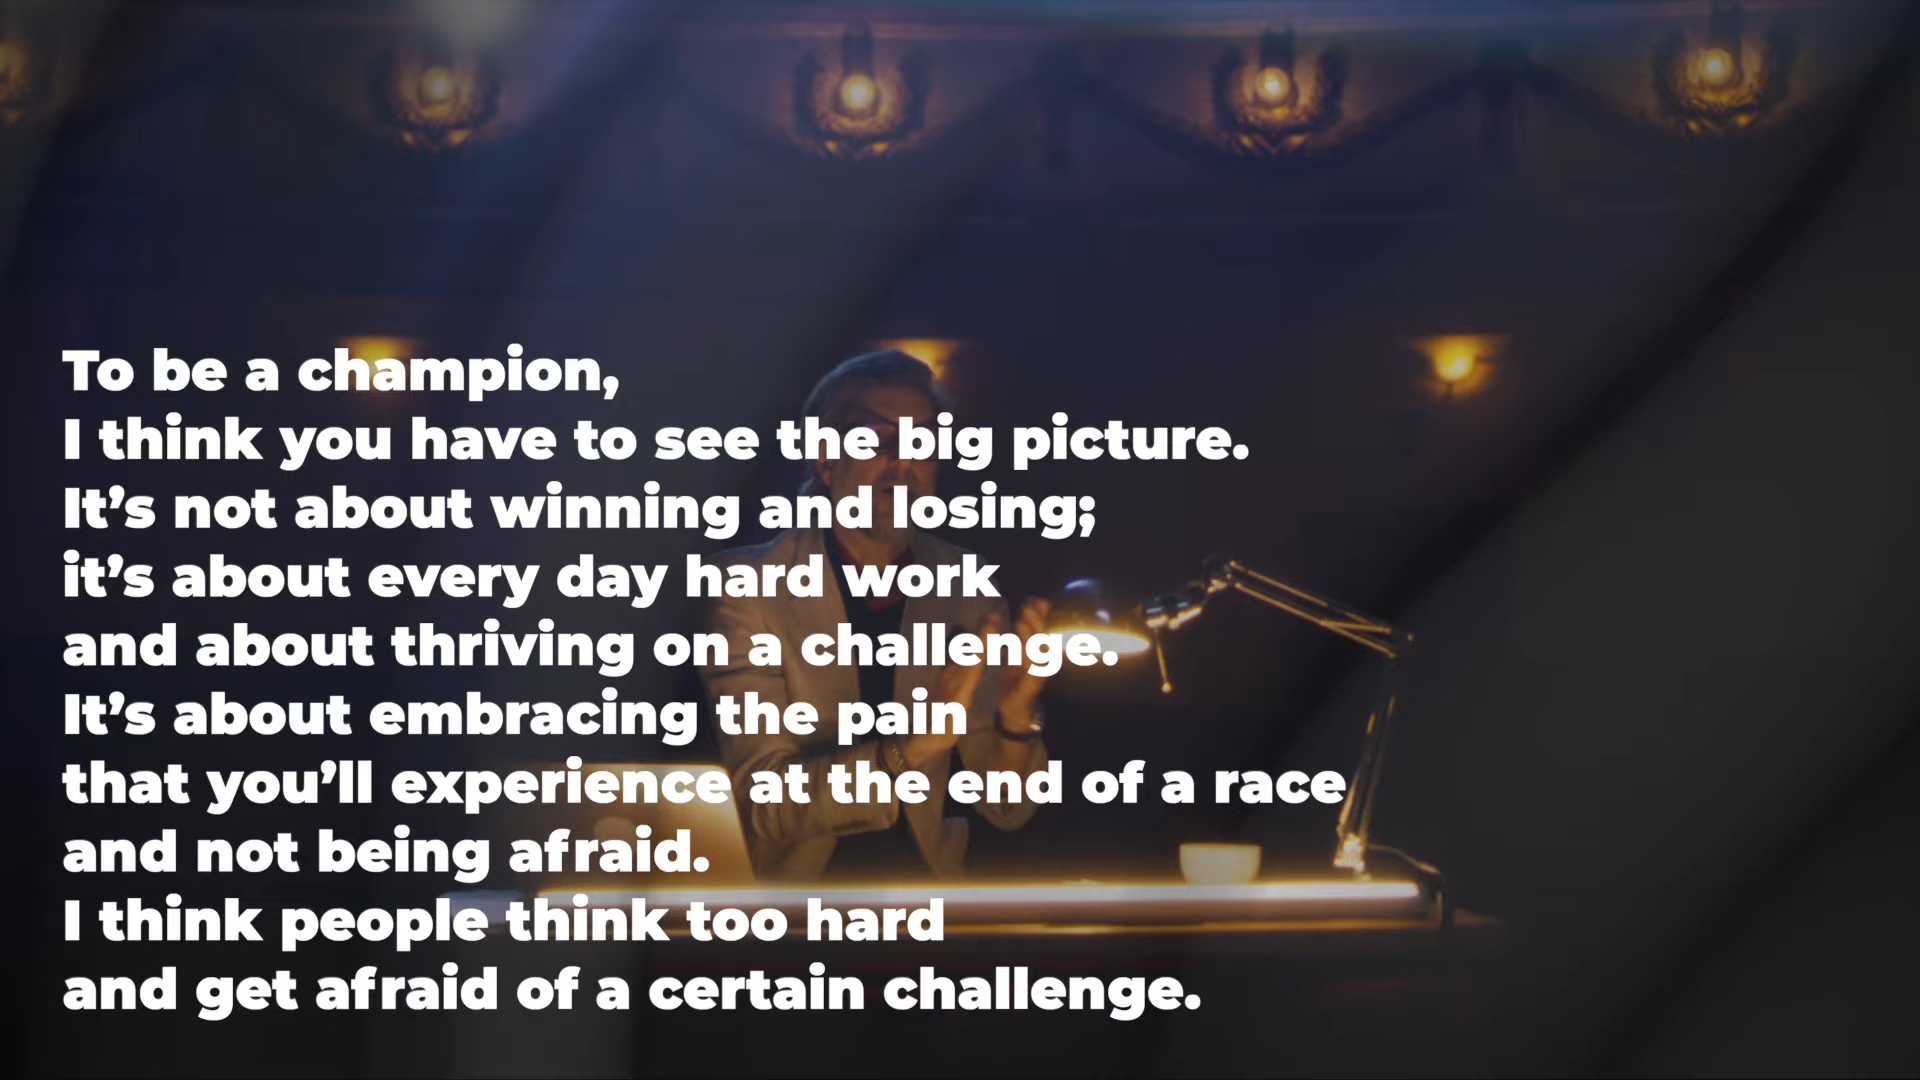 To be a champion,
I think you have to see the big picture.
It’s not about winning and losing;
it’s about every day hard work
and about thriving on a challenge.
It’s about embracing the pain
that you’ll experience at the end of a race
and not being afraid.
I think people think too hard
and get afraid of a certain challenge.